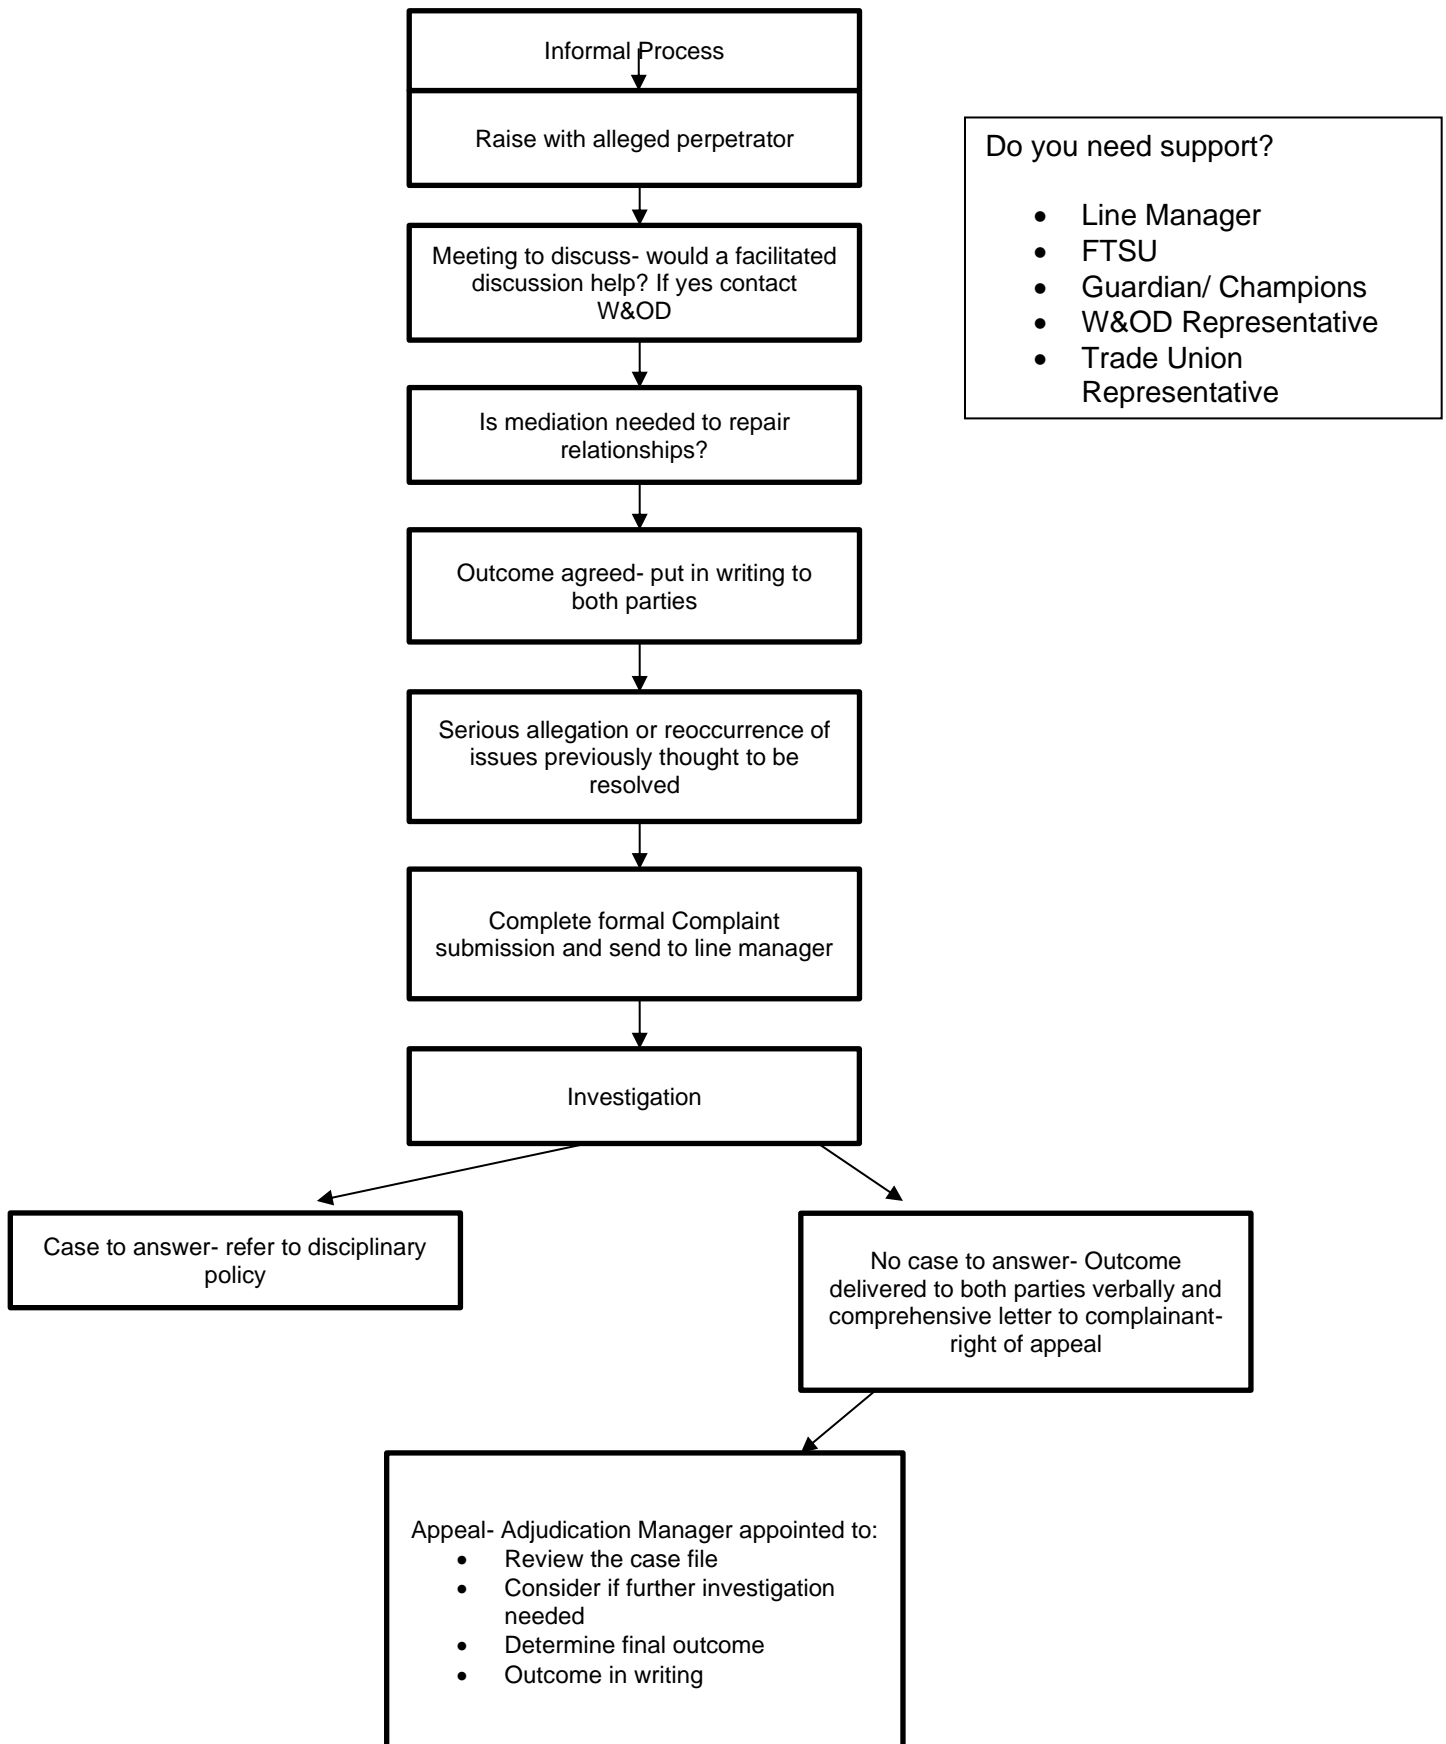 Informal Process
Raise with alleged perpetrator
Do you need support?
• Line Manager
• FTSU
• Guardian/ Champions
• W&OD Representative
• Trade Union
Representative
Meeting to discuss- would a facilitated
discussion help? If yes contact
W&OD
Is mediation needed to repair
relationships?
Outcome agreed- put in writing to
both parties
Serious allegation or reoccurrence of
issues previously thought to be
resolved
Complete formal Complaint
submission and send to line manager
Investigation
Case to answer- refer to disciplinary
policy
No case to answer- Outcome
delivered to both parties verbally and
comprehensive letter to complainant-
right of appeal
Appeal- Adjudication Manager appointed to:
• Review the case file
• Consider if further investigation
needed
• Determine final outcome
• Outcome in writing